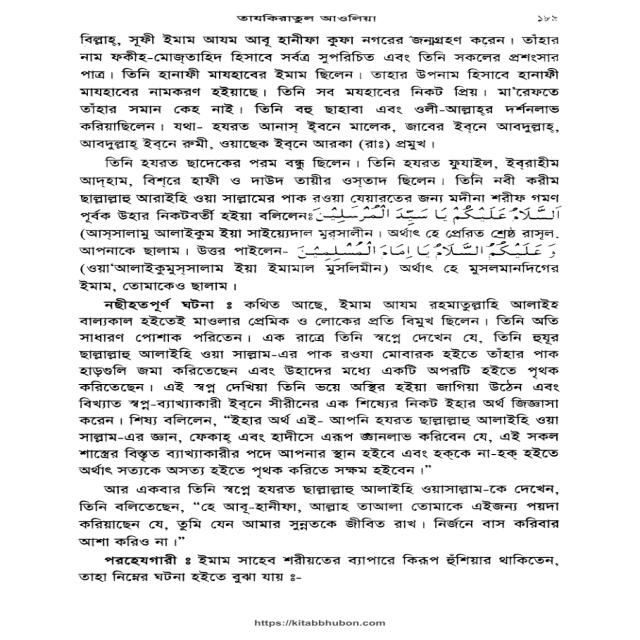 তাযকিরাতুল আওলিয়া ১৮৯
বিল্লাহ্, সূফী ইমাম আযম আবূ হানীফা কুফা নগরের জন্মগ্রহণ করেন। তাঁহার
নাম ফকীহ-মোজ্তাহিদ হিসাবে সর্বত্র সুপরিচিত এবং তিনি সকলের প্রশংসার
পাত্র। তিনি হানাফী মাযহাবের ইমাম ছিলেন। তাহার উপনাম হিসাবে হানাফী
মাযহাবের নামকরণ হইয়াছে। তিনি সব মযহাবের নিকট প্রিয়। মা'রেফতে
তাঁহার সমান কেহ নাই। তিনি বহু ছাহাবা এবং ওলী-আল্লাহ্‌র দর্শনলাভ
করিয়াছিলেন। যথা- হযরত আনাস্ ইবনে মালেক, জাবের ইব্‌নে আবদুল্লাহ্,
আবদুল্লাহ্ ইব্‌নে রুমী, ওয়াছেক ইব্‌নে আরকা (রাঃ) প্রমুখ।
তিনি হযরত ছাদেকের পরম বন্ধু ছিলেন। তিনি হযরত ফুযাইল, ইব্‌রাহীম
আদ্‌হাম, বিশ্‌রে হাফী ও দাউদ তায়ীর ওস্তাদ ছিলেন। তিনি নবী করীম
ছাল্লাল্লাহু আরাইহি ওয়া সাল্লামের পাক রওয়া যেয়ারতের জন্য মদীনা শরীফ গমণ
পূর্বক উহার নিকটবর্তী হইয়া বলিলেনঃ اَلسَّلَامُ عَلَيْكُمْ يَا سَيِّدَ الْمُرْسَلِيْنَ
(আস্‌সালামু আলাইকুম ইয়া সাইয়্যেদাল মুর্‌সালীন। অর্থাৎ হে প্রেরিত শ্রেষ্ঠ রাসূল.
আপনাকে ছালাম। উত্তর পাইলেন- وَعَلَيْكُمُ السَّلَامُ يَا اِمَامَ الْمُسْلِمِيْنَ
(ওয়া'আলাইকুমুস্‌সালাম ইয়া ইমামাল মুসলিমীন) অর্থাৎ হে মুসলমানদিগের
ইমাম, তোমাকেও ছালাম।
নছীহতপূর্ণ ঘটনা ঃ কথিত আছে, ইমাম আযম রহমাতুল্লাহি আলাইহ
বাল্যকাল হইতেই মাওলার প্রেমিক ও লোকের প্রতি বিমুখ ছিলেন। তিনি অতি
সাধারণ পোশাক পরিতেন। এক রাত্রে তিনি স্বপ্নে দেখেন যে, তিনি হুযূর
ছাল্লাল্লাহু আলাইহি ওয়া সাল্লাম-এর পাক রওযা মোবারক হইতে তাঁহার পাক
হাড়গুলি জমা করিতেছেন এবং উহাদের মধ্যে একটি অপরটি হইতে পৃথক
করিতেছেন। এই স্বপ্ন দেখিয়া তিনি ভয়ে অস্থির হইয়া জাগিয়া উঠেন এবং
বিখ্যাত স্বপ্ন-ব্যাখ্যাকারী ইব্‌নে সীরীনের এক শিষ্যের নিকট ইহার অর্থ জিজ্ঞাসা
করেন। শিষ্য বলিলেন, "ইহার অর্থ এই- আপনি হযরত ছাল্লাল্লাহু আলাইহি ওয়া
সাল্লাম-এর জ্ঞান, ফেকাহ্ এবং হাদীসে এরূপ জ্ঞানলাভ করিবেন যে, এই সকল
শাস্ত্রের বিস্তৃত ব্যাখ্যাকারীর পদে আপনার স্থান হইবে এবং হক্‌কে না-হক্ হইতে
অর্থাৎ সত্যকে অসত্য হইতে পৃথক করিতে সক্ষম হইবেন।"
আর একবার তিনি স্বপ্নে হযরত ছাল্লাল্লাহু আলাইহি ওয়াসাল্লাম-কে দেখেন,
তিনি বলিতেছেন, "হে আবূ-হানীফা, আল্লাহ তাআলা তোমাকে এইজন্য পয়দা
করিয়াছেন যে, তুমি যেন আমার সুন্নতকে জীবিত রাখ। নির্জনে বাস করিবার
আশা করিও না।"
পরহেযগারী ঃ ইমাম সাহেব শরীয়তের ব্যাপারে কিরূপ হুঁশিয়ার থাকিতেন,
তাহা নিম্নের ঘটনা হইতে বুঝা যায় ঃ-
https://kitabbhubon.com